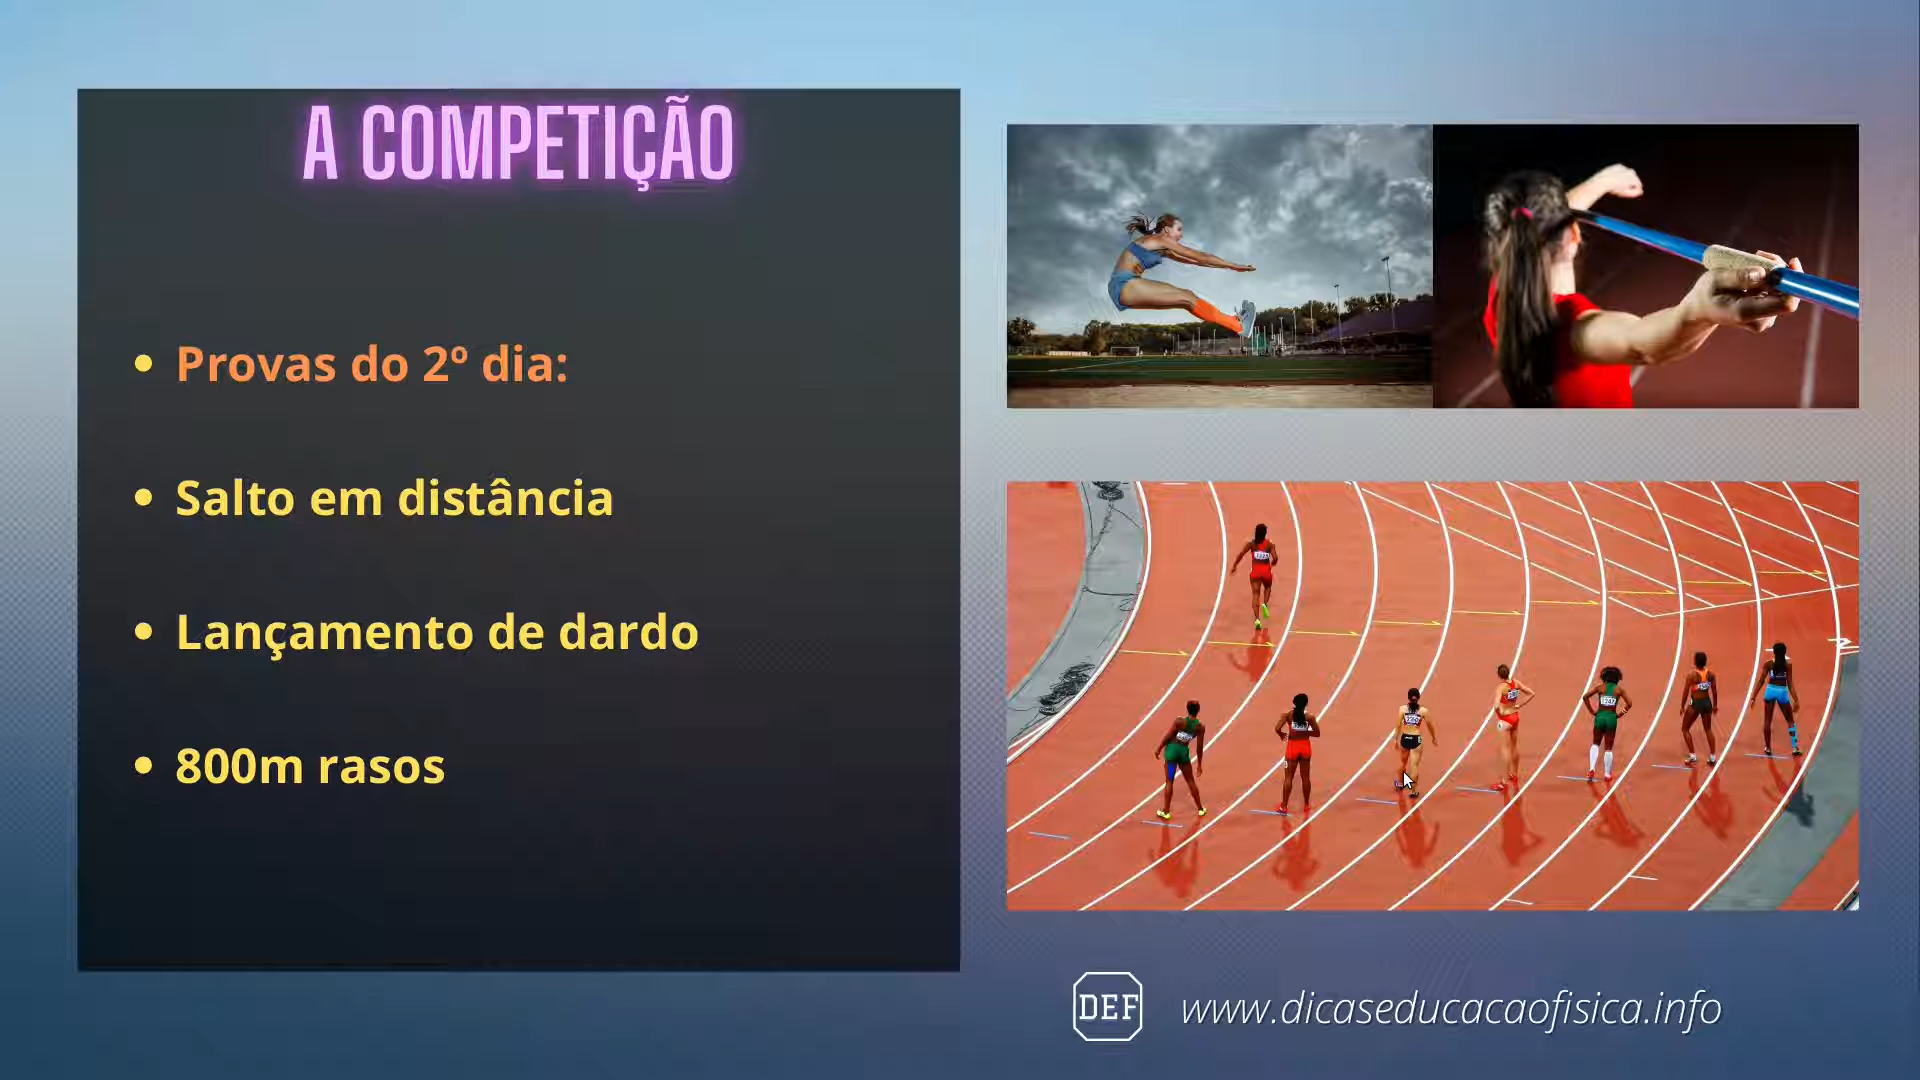 A COMPETIÇÃO
Provas do 2º dia:
Salto em distância
Lançamento de dardo
800m rasos
DEF
www.dicaseducacaofisica.info